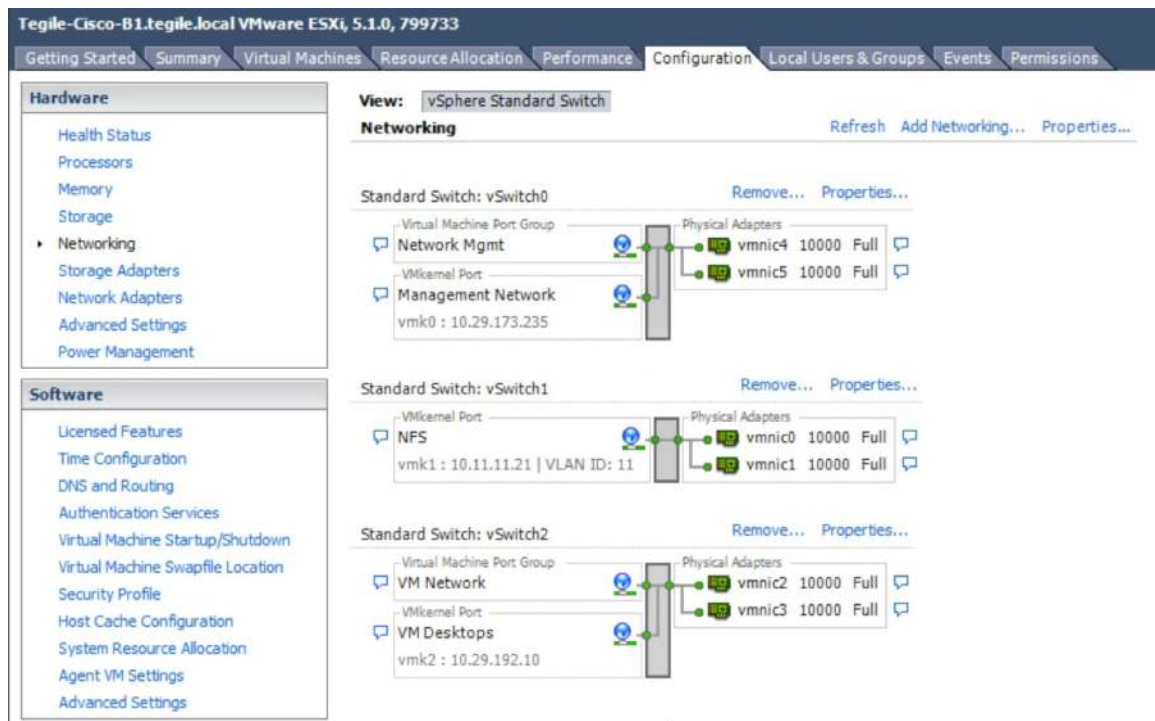 Tegile-Cisco-B1.tegile.local VMware ESXi, 5.1.0, 799733
Getting Started Summary Virtual Machines Resource Allocation Performance Configuration Local Users & Groups Events Permissions
Hardware
Health Status
Processors
Memory
Storage
Networking
Storage Adapters
Network Adapters
Advanced Settings
Power Management
Software
Licensed Features
Time Configuration
DNS and Routing
Authentication Services
Virtual Machine Startup/Shutdown
Virtual Machine Swapfile Location
Security Profile
Host Cache Configuration
System Resource Allocation
Agent VM Settings
Advanced Settings
View: vSphere Standard Switch
Networking Refresh Add Networking... Properties...
Standard Switch: vSwitch0 Remove... Properties...
Virtual Machine Port Group Physical Adapters
Network Mgmt vmnic4 10000 Full
vmnic5 10000 Full
VMkernel Port
Management Network
vmk0 : 10.29.173.235
Standard Switch: vSwitch1 Remove... Properties...
VMkernel Port Physical Adapters
NFS vmnic0 10000 Full
vmk1 : 10.11.11.21 | VLAN ID: 11 vmnic1 10000 Full
Standard Switch: vSwitch2 Remove... Properties...
Virtual Machine Port Group Physical Adapters
VM Network vmnic2 10000 Full
vmnic3 10000 Full
VMkernel Port
VM Desktops
vmk2 : 10.29.192.10